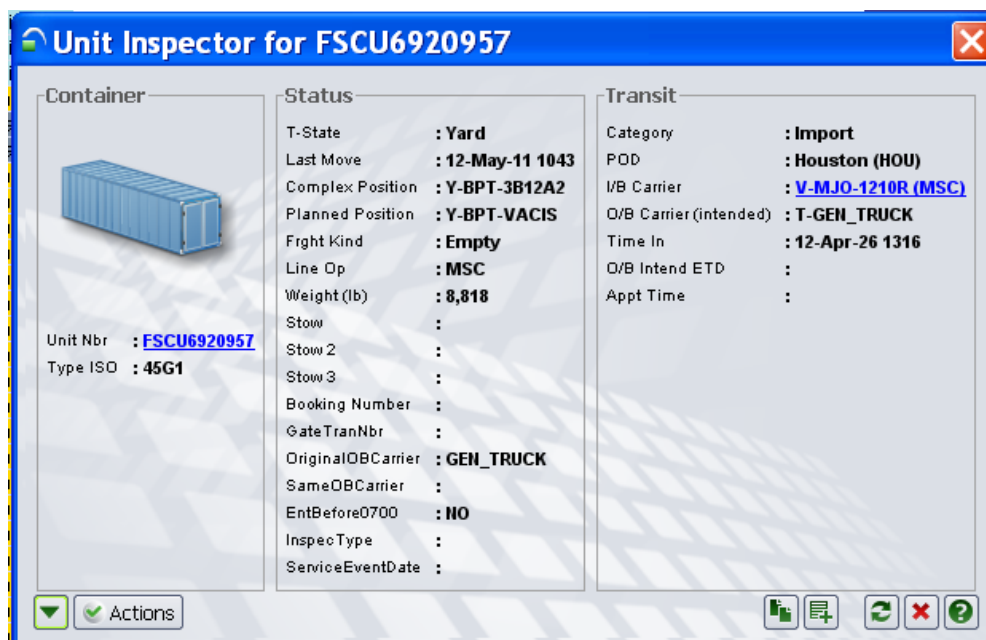 Unit Inspector for FSCU6920957
Container
Unit Nbr : FSCU6920957
Type ISO : 45G1
Status
T-State : Yard
Last Move : 12-May-11 1043
Complex Position : Y-BPT-3B12A2
Planned Position : Y-BPT-VACIS
Frght Kind : Empty
Line Op : MSC
Weight (lb) : 8,818
Stow :
Stow 2 :
Stow 3 :
Booking Number :
GateTranNbr :
OriginalOBCarrier : GEN_TRUCK
SameOBCarrier :
EntBefore0700 : NO
InspecType :
ServiceEventDate :
Transit
Category : Import
POD : Houston (HOU)
I/B Carrier : V-MJO-1210R (MSC)
O/B Carrier (intended) : T-GEN_TRUCK
Time In : 12-Apr-26 1316
O/B Intend ETD :
Appt Time :
Actions